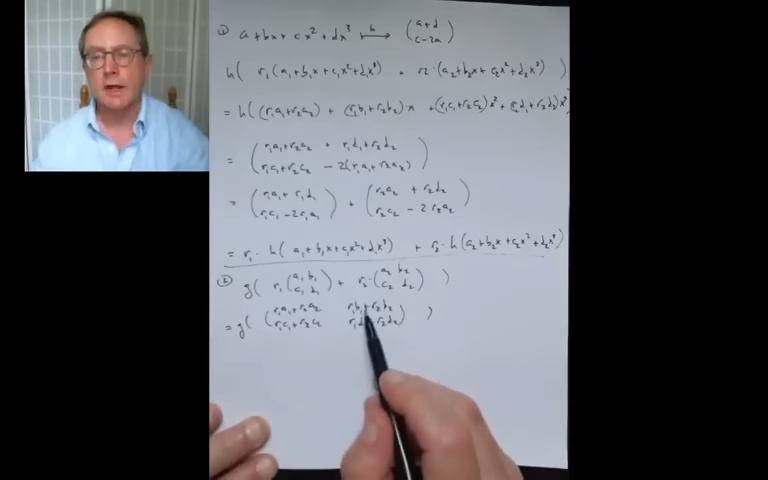 ① a+bx+cx²+dx³ ⟼ʰ (a+d
c-2a)
h( r₁(a₁+b₁x+c₁x²+d₁x³) + r₂·(a₂+b₂x+c₂x²+d₂x³) )
= h((r₁a₁+r₂a₂) + (r₁b₁+r₂b₂)·x + (r₁c₁+r₂c₂)x² + (r₁d₁+r₂d₂)x³
= (r₁a₁+r₂a₂ + r₁d₁+r₂d₂
r₁c₁+r₂c₂ - 2(r₁a₁+r₂a₂))
= (r₁a₁+r₁d₁ + (r₂a₂+r₂d₂
r₁c₁-2r₁a₁) r₂c₂-2r₂a₂)
= r₁·h(a₁+b₁x+c₁x²+d₁x³) + r₂·h(a₂+b₂x+c₂x²+d₂x³)
② g( r₁(a₁ b₁ + r₂·(a₂ b₂ )
c₁ d₁) c₂ d₂)
= g( (r₁a₁+r₂a₂ r₁b₁+r₂b₂ )
r₁c₁+r₂c₂ r₁d₁+r₂d₂)